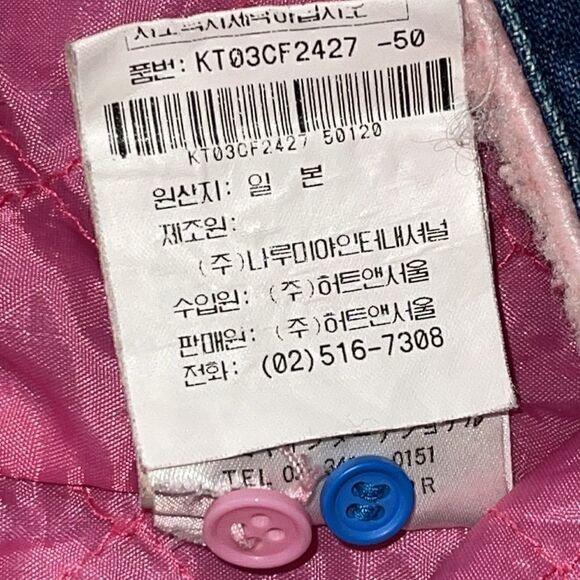 품번: KT03CF2427 -50
KT03CF2427 50120
원산지: 일 본
제조원:
(주)나루미야인터내셔널
수입원: (주)허트앤서울
판매원: (주)허트앤서울
전화: (02)516-7308
TEL 0151
R